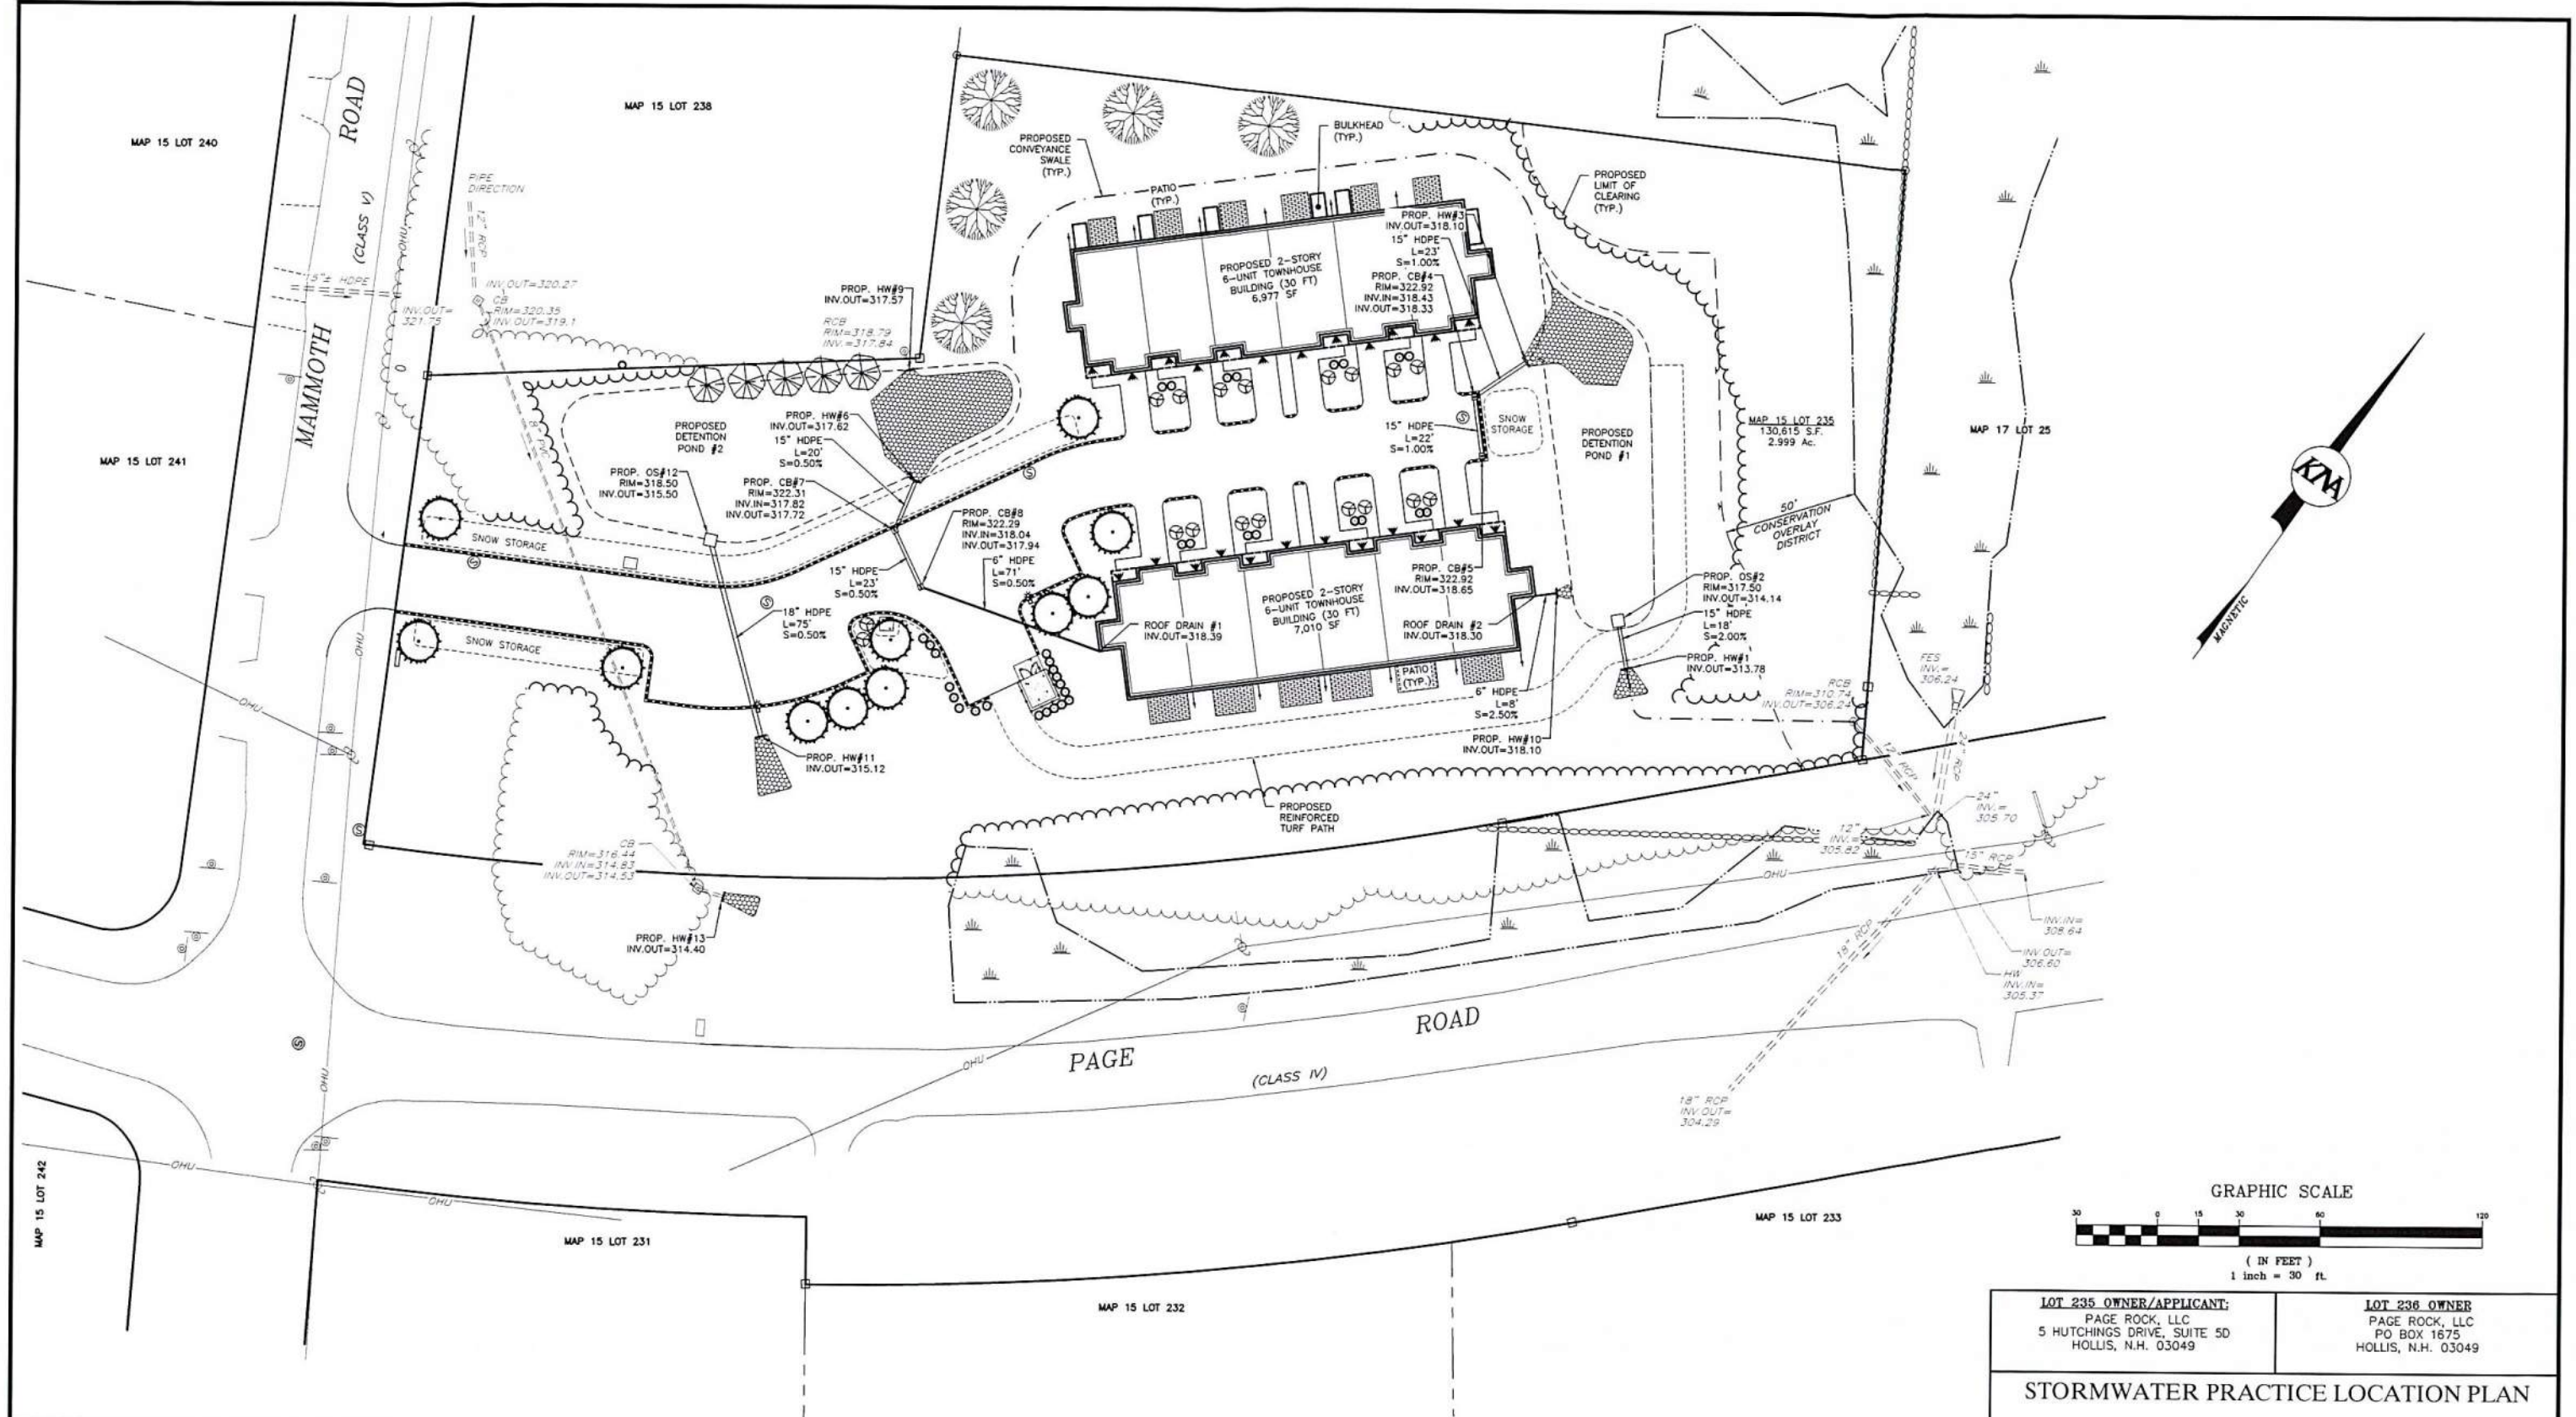 MAP 15 LOT 240
ROAD
MAMMOTH
(CLASS V)
MAP 15 LOT 241
MAP 15 LOT 238
PIPE
DIRECTION
12" RCP
15"± HDPE
INV.OUT=
321.75
INV.OUT=320.27
CB
RIM=320.35
INV.OUT=319.1
8" PVC
OHU
PROP. HW#9
INV.OUT=317.57
RCB
RIM=318.79
INV.=317.84
PROPOSED
CONVEYANCE
SWALE
(TYP.)
PATIO
(TYP.)
BULKHEAD
(TYP.)
PROPOSED
LIMIT OF
CLEARING
(TYP.)
PROPOSED 2-STORY
6-UNIT TOWNHOUSE
BUILDING (30 FT)
6,977 SF
PROP. HW#3
INV.OUT=318.10
15" HDPE
L=23'
S=1.00%
PROP. CB#4
RIM=322.92
INV.IN=318.43
INV.OUT=318.33
PROPOSED
DETENTION
POND #2
PROP. HW#6
INV.OUT=317.62
15" HDPE
L=20'
S=0.50%
PROP. OS#12
RIM=318.50
INV.OUT=315.50
PROP. CB#7
RIM=322.31
INV.IN=317.82
INV.OUT=317.72
PROP. CB#8
RIM=322.29
INV.IN=318.04
INV.OUT=317.94
6" HDPE
L=71'
S=0.50%
15" HDPE
L=23'
S=0.50%
18" HDPE
L=75'
S=0.50%
SNOW STORAGE
SNOW STORAGE
15" HDPE
L=22'
S=1.00%
SNOW
STORAGE
PROPOSED
DETENTION
POND #1
MAP 15 LOT 235
130,615 S.F.
2.999 Ac.
MAP 17 LOT 25
50'
CONSERVATION
OVERLAY
DISTRICT
KNA
MAGNETIC
PROPOSED 2-STORY
6-UNIT TOWNHOUSE
BUILDING (30 FT)
7,010 SF
PROP. CB#5
RIM=322.92
INV.OUT=318.65
ROOF DRAIN #1
INV.OUT=318.39
ROOF DRAIN #2
INV.OUT=318.30
PATIO
(TYP.)
6" HDPE
L=8'
S=2.50%
PROP. HW#10
INV.OUT=318.10
PROP. OS#2
RIM=317.50
INV.OUT=314.14
15" HDPE
L=18'
S=2.00%
PROP. HW#1
INV.OUT=313.78
RCB
RIM=310.74
INV.OUT=306.24
FES
INV.=
306.24
12" RCP
24" RCP
24"
INV.=
305.70
12"
INV.=
305.82
15" RCP
INV.IN=
308.64
INV.OUT=
306.60
HW
INV.IN=
305.37
18" RCP
18" RCP
INV.OUT=
304.29
PROP. HW#11
INV.OUT=315.12
PROPOSED
REINFORCED
TURF PATH
CB
RIM=316.44
INV.IN=314.83
INV.OUT=314.53
PROP. HW#13
INV.OUT=314.40
OHU
OHU
OHU
OHU
OHU
OHU
OHU
PAGE ROAD
(CLASS IV)
MAP 15 LOT 242
MAP 15 LOT 231
MAP 15 LOT 232
MAP 15 LOT 233
GRAPHIC SCALE
30 0 15 30 60 120
( IN FEET )
1 inch = 30 ft.
LOT 235 OWNER/APPLICANT:
PAGE ROCK, LLC
5 HUTCHINGS DRIVE, SUITE 5D
HOLLIS, N.H. 03049
LOT 236 OWNER
PAGE ROCK, LLC
PO BOX 1675
HOLLIS, N.H. 03049
STORMWATER PRACTICE LOCATION PLAN